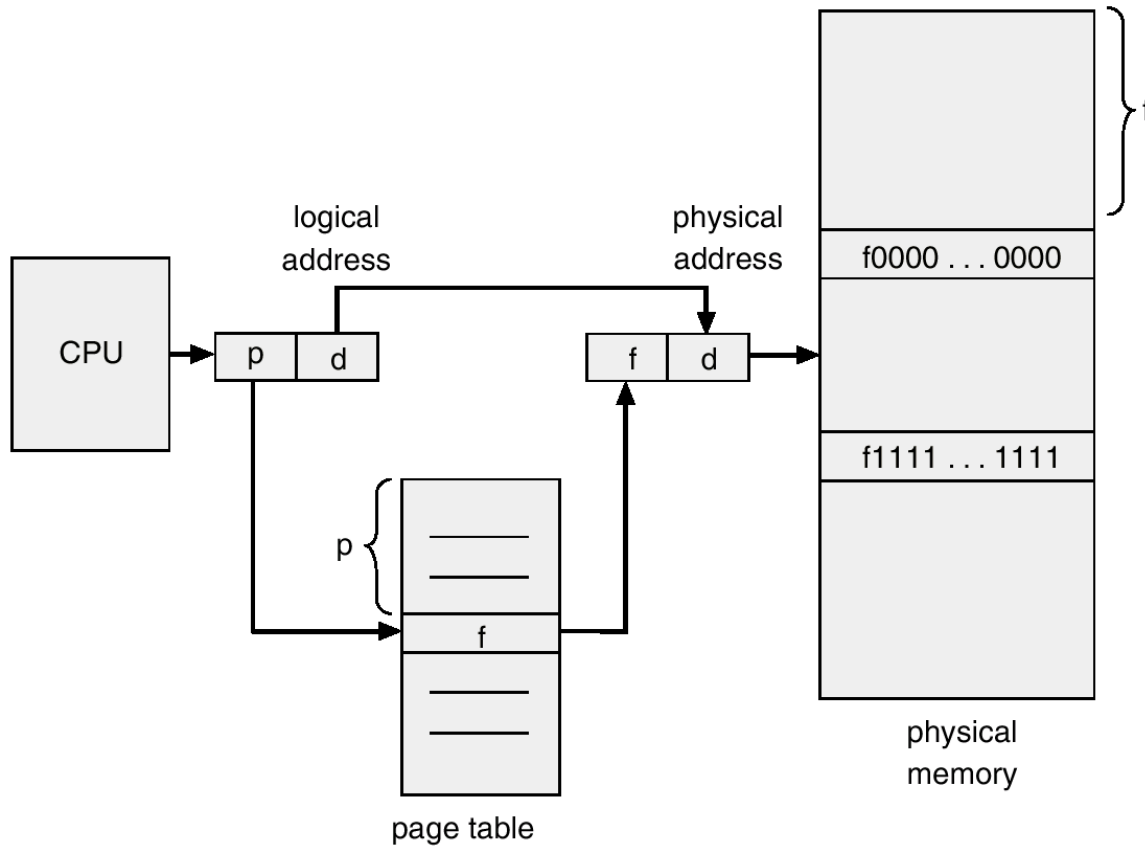 logical
address
physical
address
f0000 . . . 0000
CPU
p
d
f
d
f1111 . . . 1111
p
f
physical
memory
page table